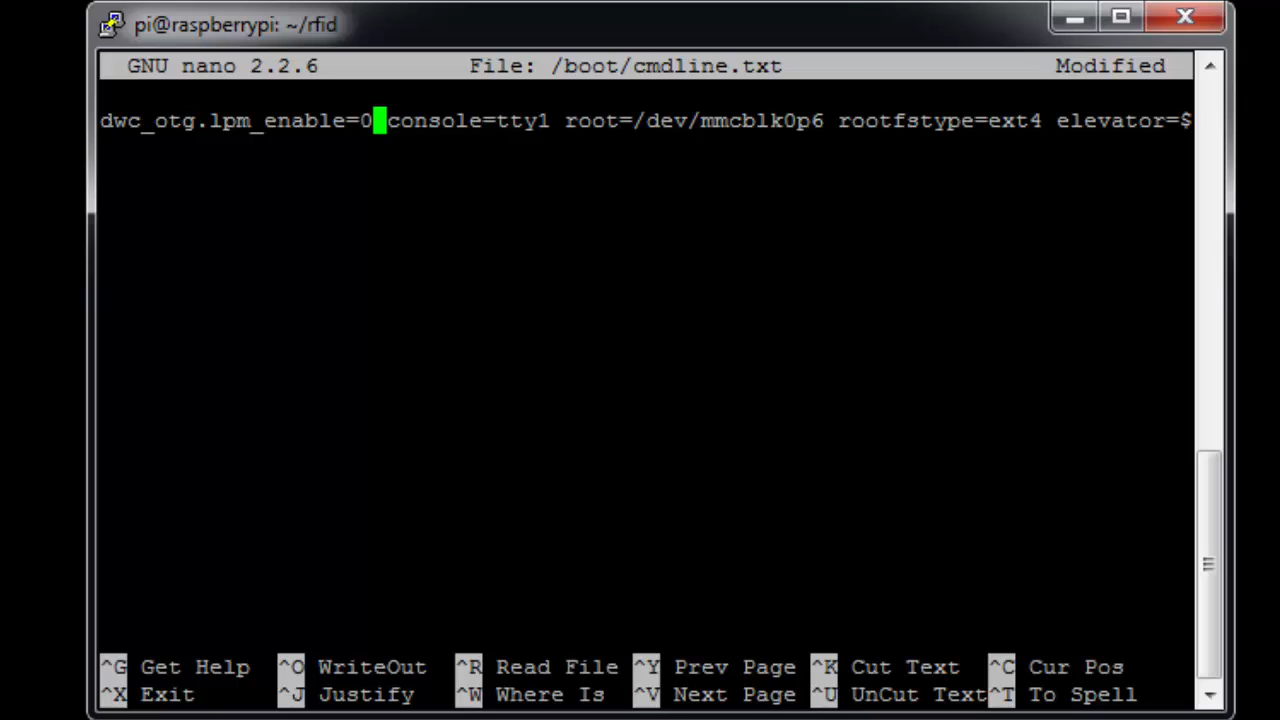 pi@raspberrypi: ~/rfid
GNU nano 2.2.6 File: /boot/cmdline.txt Modified
dwc_otg.lpm_enable=0 console=tty1 root=/dev/mmcblk0p6 rootfstype=ext4 elevator=$
^G Get Help ^O WriteOut ^R Read File ^Y Prev Page ^K Cut Text ^C Cur Pos
^X Exit ^J Justify ^W Where Is ^V Next Page ^U UnCut Text ^T To Spell